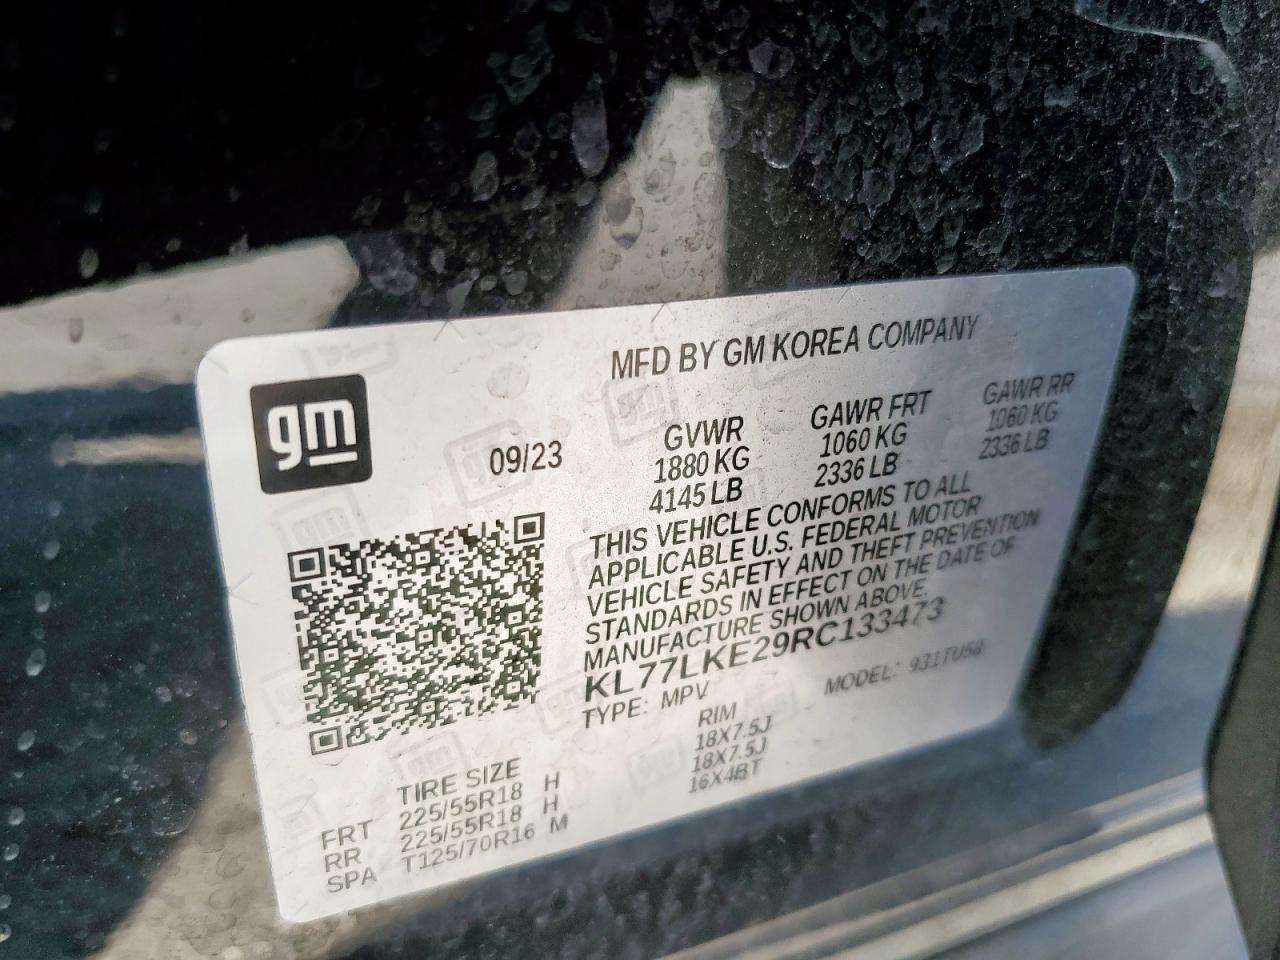 MFD BY GM KOREA COMPANY
gm
09/23
GVWR GAWR FRT GAWR RR
1880 KG 1060 KG 1060 KG
4145 LB 2336 LB 2336 LB
THIS VEHICLE CONFORMS TO ALL
APPLICABLE U.S. FEDERAL MOTOR
VEHICLE SAFETY AND THEFT PREVENTION
STANDARDS IN EFFECT ON THE DATE OF
MANUFACTURE SHOWN ABOVE.
KL77LKE29RC133473
TYPE: MPV MODEL: 931TU58
TIRE SIZE RIM
FRT 225/55R18 H 18X7.5J
RR 225/55R18 H 18X7.5J
SPA T125/70R16 M 16X4BT